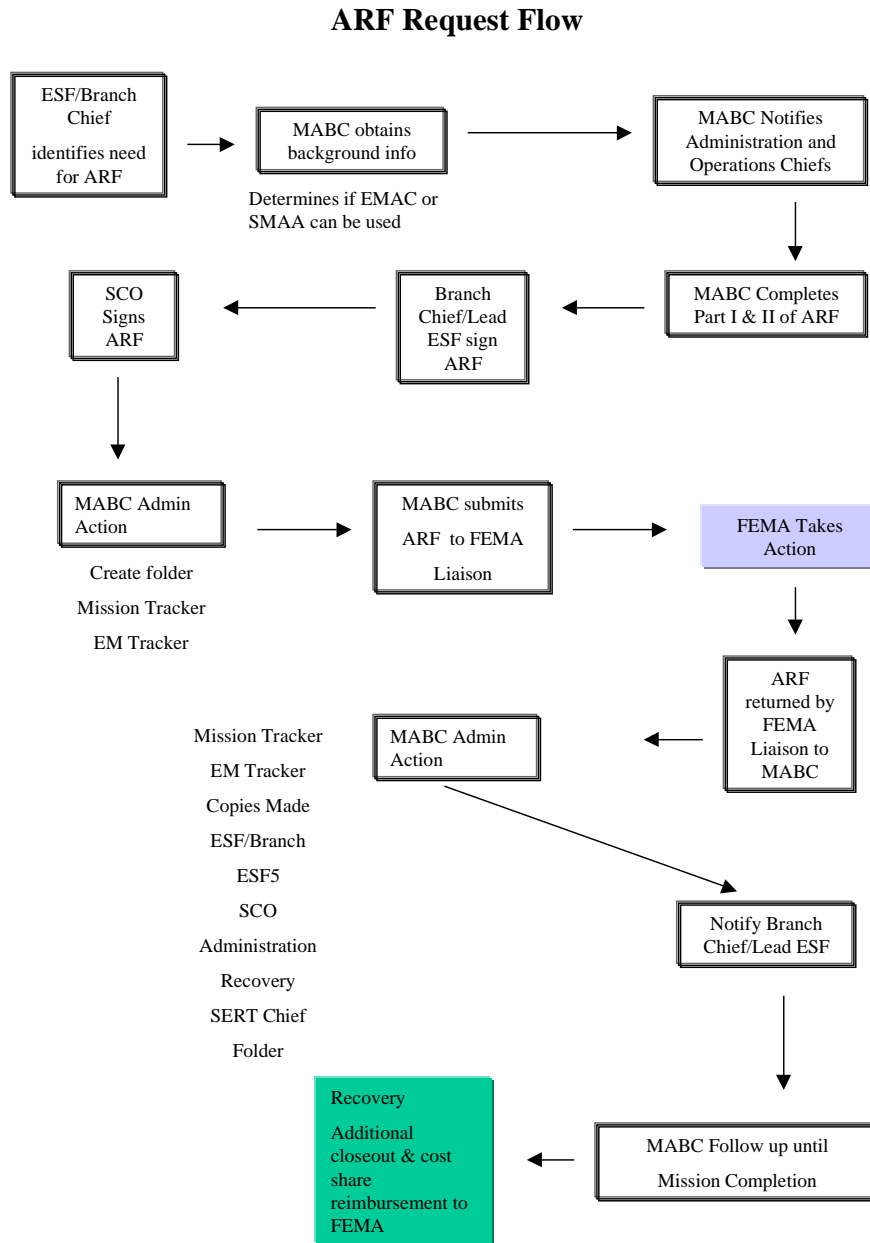 ARF Request Flow
ESF/Branch
Chief
identifies need
for ARF
MABC obtains
background info
Determines if EMAC or
SMAA can be used
MABC Notifies
Administration and
Operations Chiefs
SCO
Signs
ARF
Branch
Chief/Lead
ESF sign
ARF
MABC Completes
Part I & II of ARF
MABC Admin
Action
Create folder
Mission Tracker
EM Tracker
MABC submits
ARF to FEMA
Liaison
FEMA Takes
Action
ARF
returned by
FEMA
Liaison to
MABC
MABC Admin
Action
Mission Tracker
EM Tracker
Copies Made
ESF/Branch
ESF5
SCO
Administration
Recovery
SERT Chief
Folder
Notify Branch
Chief/Lead ESF
MABC Follow up until
Mission Completion
Recovery
Additional
closeout & cost
share
reimbursement to
FEMA